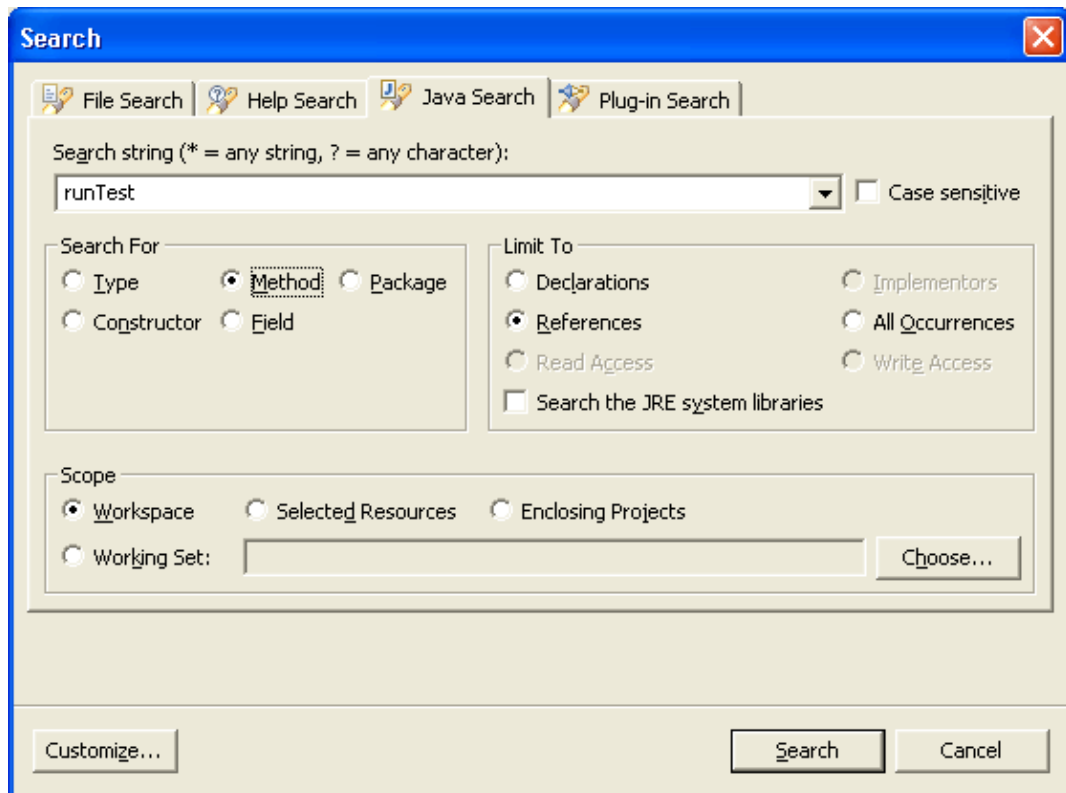 Search
File Search Help Search Java Search Plug-in Search
Search string (* = any string, ? = any character):
runTest Case sensitive
Search For
Type Method Package
Constructor Field
Limit To
Declarations Implementors
References All Occurrences
Read Access Write Access
Search the JRE system libraries
Scope
Workspace Selected Resources Enclosing Projects
Working Set: Choose...
Customize... Search Cancel